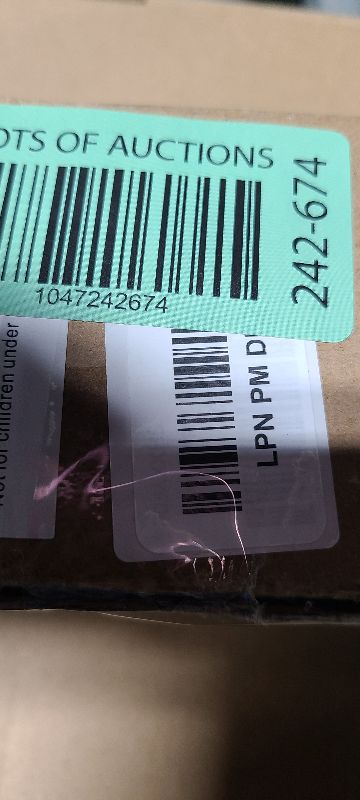 OTS OF AUCTIONS
242-674
1047242674
Not for children under
LPN PM D